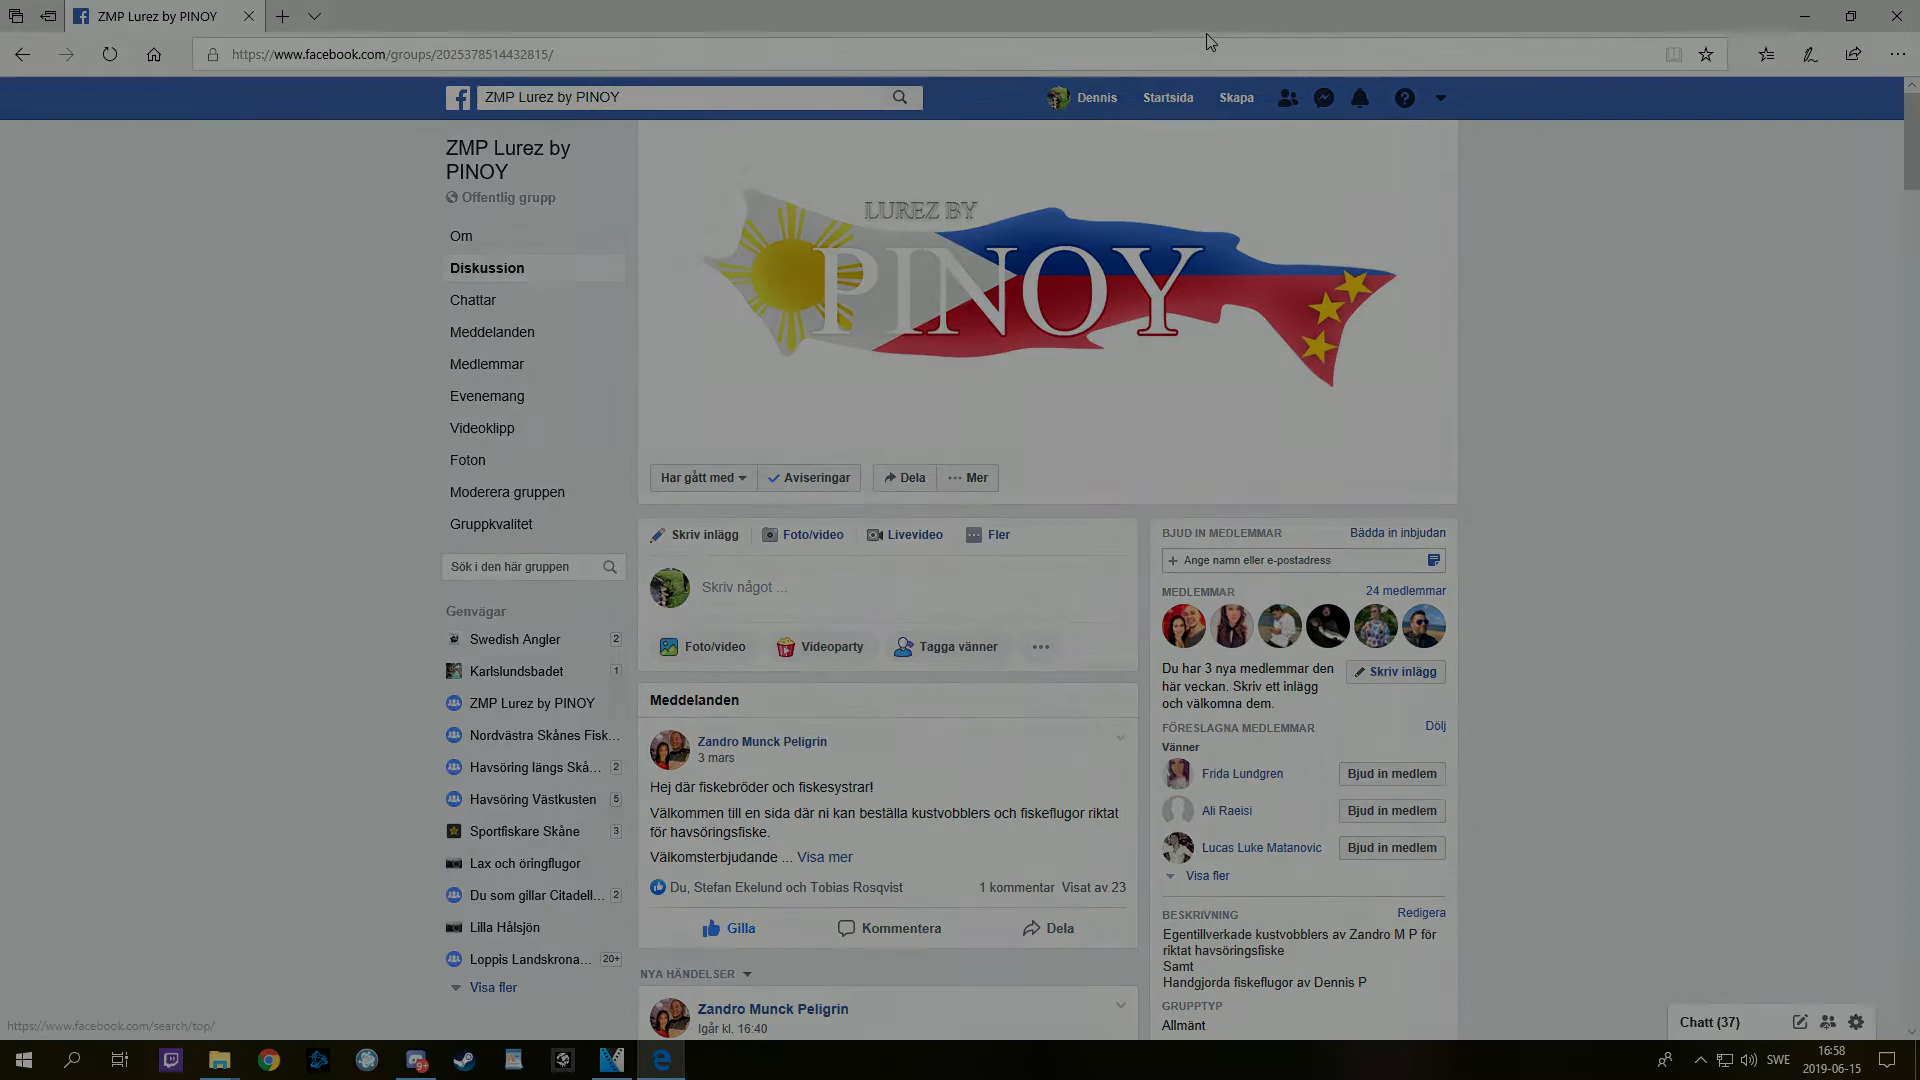 ZMP Lurez by PINOY
https://www.facebook.com/groups/2025378514432815/
ZMP Lurez by PINOY
Dennis
Startsida
Skapa
ZMP Lurez by
PINOY
Offentlig grupp
Om
Diskussion
Chattar
Meddelanden
Medlemmar
Evenemang
Videoklipp
Foton
Moderera gruppen
Gruppkvalitet
Sök i den här gruppen
Genvägar
Swedish Angler 2
Karlslundsbadet 1
ZMP Lurez by PINOY
Nordvästra Skånes Fisk...
Havsöring längs Skå... 2
Havsöring Västkusten 5
Sportfiskare Skåne 3
Lax och öringflugor
Du som gillar Citadell... 2
Lilla Hålsjön
Loppis Landskrona... 20+
Visa fler
https://www.facebook.com/search/top/
LUREZ BY
PINOY
Har gått med
Aviseringar
Dela
Mer
Skriv inlägg
Foto/video
Livevideo
Fler
Skriv något ...
Foto/video
Videoparty
Tagga vänner
Meddelanden
Zandro Munck Peligrin
3 mars
Hej där fiskebröder och fiskesystrar!
Välkommen till en sida där ni kan beställa kustvobblers och fiskeflugor riktat
för havsöringsfiske.
Välkomsterbjudande ... Visa mer
Du, Stefan Ekelund och Tobias Rosqvist
1 kommentar Visat av 23
Gilla
Kommentera
Dela
NYA HÄNDELSER
Zandro Munck Peligrin
Igår kl. 16:40
BJUD IN MEDLEMMAR
Bädda in inbjudan
+ Ange namn eller e-postadress
MEDLEMMAR
24 medlemmar
Du har 3 nya medlemmar den
här veckan. Skriv ett inlägg
och välkomna dem.
Skriv inlägg
FÖRESLAGNA MEDLEMMAR
Dölj
Vänner
Frida Lundgren
Bjud in medlem
Ali Raeisi
Bjud in medlem
Lucas Luke Matanovic
Bjud in medlem
Visa fler
BESKRIVNING
Redigera
Egentillverkade kustvobblers av Zandro M P för
riktat havsöringsfiske
Samt
Handgjorda fiskeflugor av Dennis P
GRUPPTYP
Allmänt
Chatt (37)
9+
SWE
16:58
2019-06-15